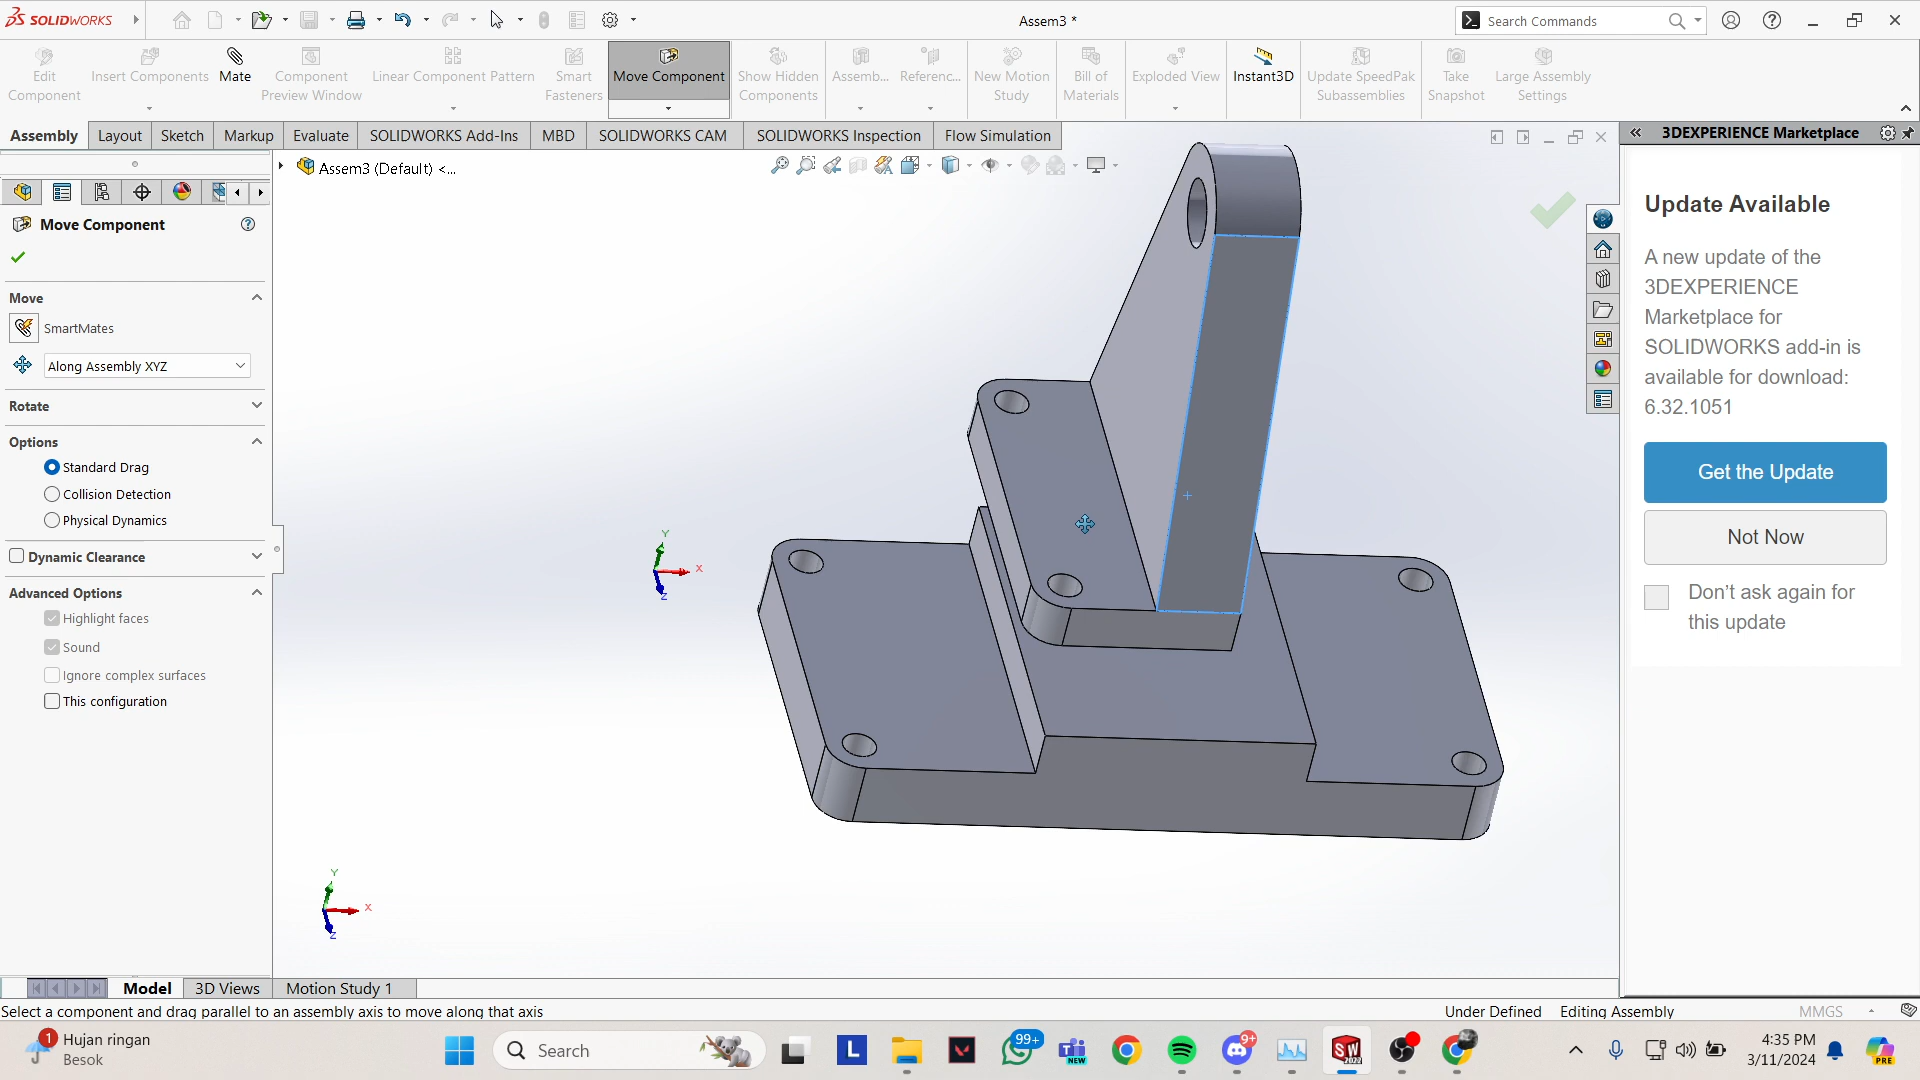 SOLIDWORKS
Assem3 *
Search Commands
Edit Component
Insert Components
Mate
Component Preview Window
Linear Component Pattern
Smart Fasteners
Move Component
Show Hidden Components
Assemb...
Referenc...
New Motion Study
Bill of Materials
Exploded View
Instant3D
Update SpeedPak Subassemblies
Take Snapshot
Large Assembly Settings
Assembly
Layout
Sketch
Markup
Evaluate
SOLIDWORKS Add-Ins
MBD
SOLIDWORKS CAM
SOLIDWORKS Inspection
Flow Simulation
3DEXPERIENCE Marketplace
Assem3 (Default) <...
Move Component
Move
SmartMates
Along Assembly XYZ
Rotate
Options
Standard Drag
Collision Detection
Physical Dynamics
Dynamic Clearance
Advanced Options
Highlight faces
Sound
Ignore complex surfaces
This configuration
Y
X
Z
Y
X
Z
Update Available
A new update of the
3DEXPERIENCE
Marketplace for
SOLIDWORKS add-in is
available for download:
6.32.1051
Get the Update
Not Now
Don't ask again for
this update
Model
3D Views
Motion Study 1
Select a component and drag parallel to an assembly axis to move along that axis
Under Defined
Editing Assembly
MMGS
1
Hujan ringan
Besok
Search
L
99+
NEW
9+
SW
2022
4:35 PM
3/11/2024
PRE